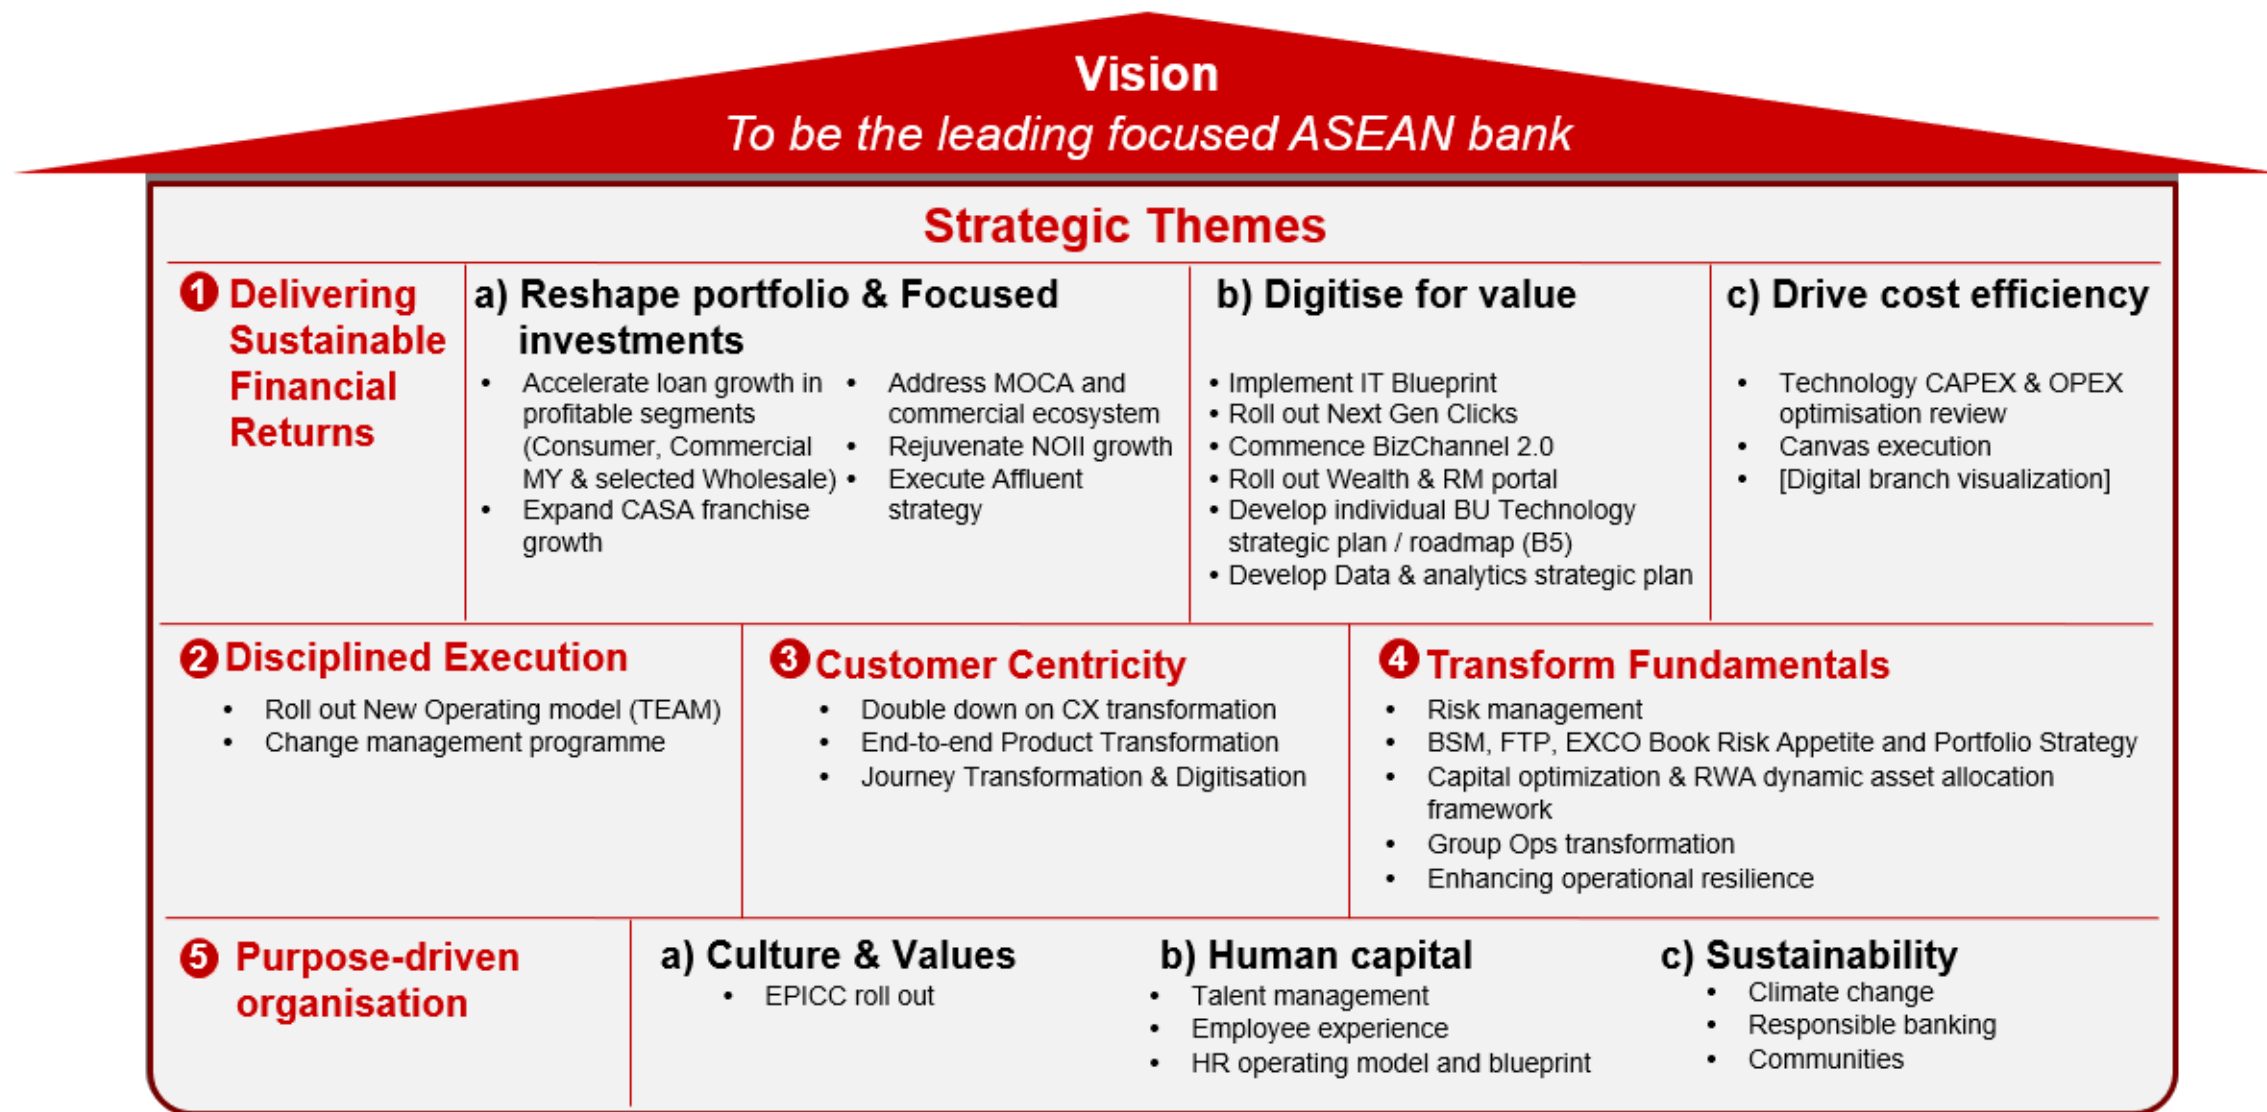 Vision
To be the leading focused ASEAN bank
Strategic Themes
1 Delivering
Sustainable
Financial
Returns
a) Reshape portfolio & Focused
investments
• Accelerate loan growth in
profitable segments
(Consumer, Commercial
MY & selected Wholesale)
• Expand CASA franchise
growth
• Address MOCA and
commercial ecosystem
• Rejuvenate NOII growth
• Execute Affluent
strategy
b) Digitise for value
• Implement IT Blueprint
• Roll out Next Gen Clicks
• Commence BizChannel 2.0
• Roll out Wealth & RM portal
• Develop individual BU Technology
strategic plan / roadmap (B5)
• Develop Data & analytics strategic plan
c) Drive cost efficiency
• Technology CAPEX & OPEX
optimisation review
• Canvas execution
• [Digital branch visualization]
2 Disciplined Execution
• Roll out New Operating model (TEAM)
• Change management programme
3 Customer Centricity
• Double down on CX transformation
• End-to-end Product Transformation
• Journey Transformation & Digitisation
4 Transform Fundamentals
• Risk management
• BSM, FTP, EXCO Book Risk Appetite and Portfolio Strategy
• Capital optimization & RWA dynamic asset allocation
framework
• Group Ops transformation
• Enhancing operational resilience
5 Purpose-driven
organisation
a) Culture & Values
• EPICC roll out
b) Human capital
• Talent management
• Employee experience
• HR operating model and blueprint
c) Sustainability
• Climate change
• Responsible banking
• Communities